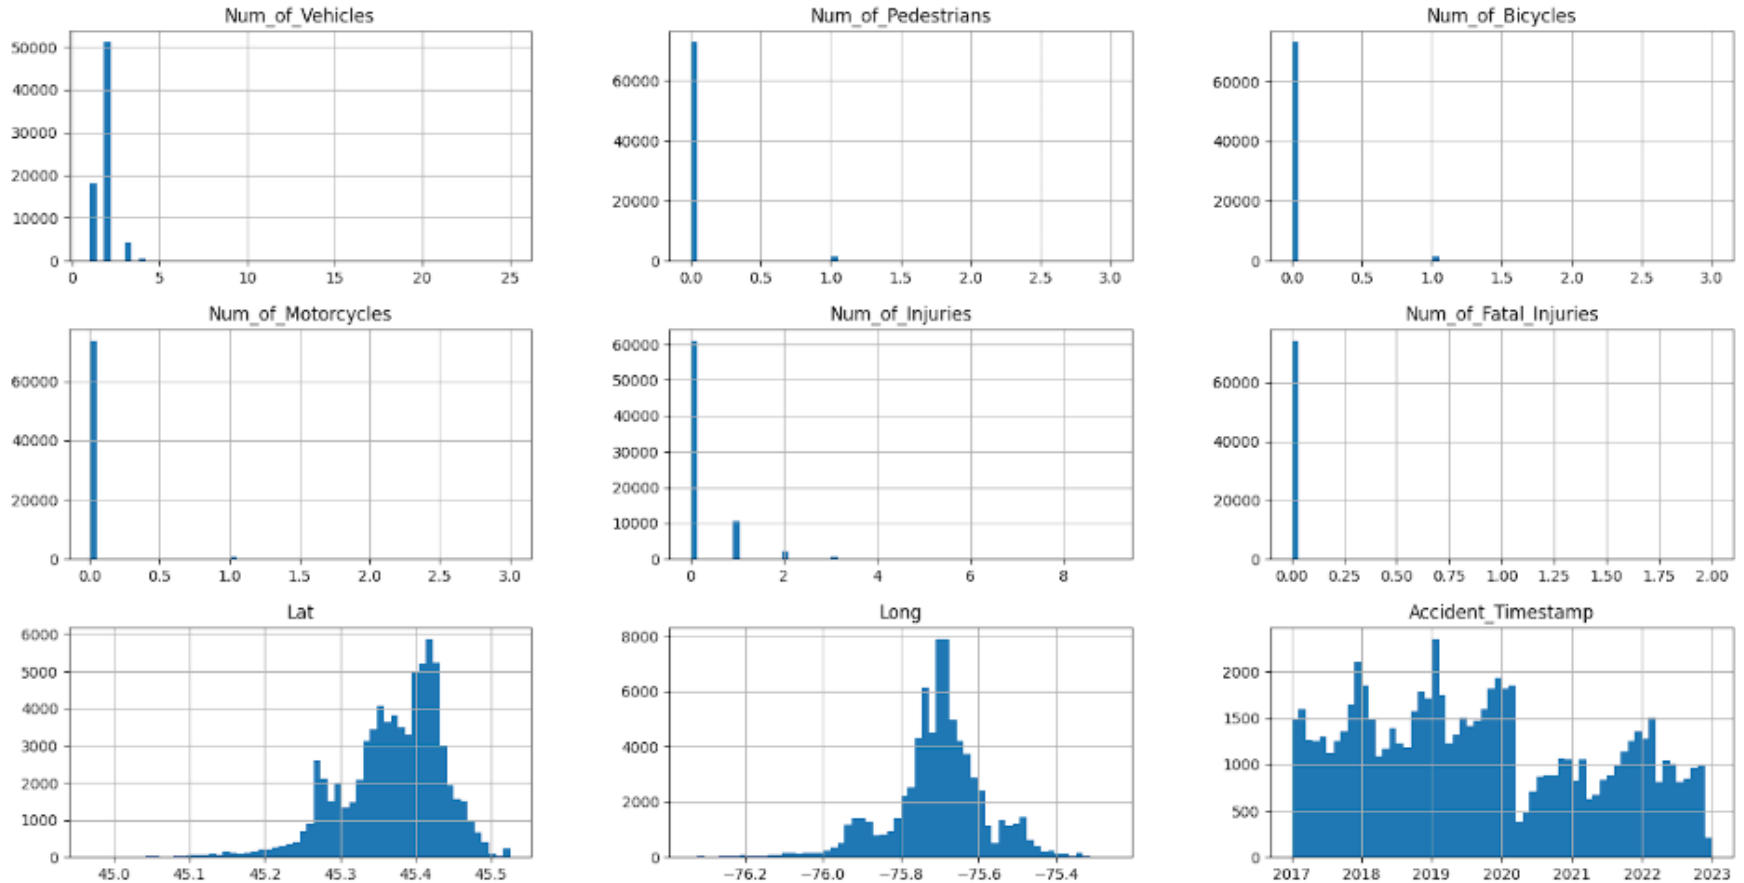 Num_of_Vehicles
50000
40000
30000
20000
10000
0
0 5 10 15 20 25
Num_of_Pedestrians
60000
40000
20000
0
0.0 0.5 1.0 1.5 2.0 2.5 3.0
Num_of_Bicycles
60000
40000
20000
0
0.0 0.5 1.0 1.5 2.0 2.5 3.0
Num_of_Motorcycles
60000
40000
20000
0
0.0 0.5 1.0 1.5 2.0 2.5 3.0
Num_of_Injuries
60000
50000
40000
30000
20000
10000
0
0 2 4 6 8
Num_of_Fatal_Injuries
60000
40000
20000
0
0.00 0.25 0.50 0.75 1.00 1.25 1.50 1.75 2.00
Lat
6000
5000
4000
3000
2000
1000
0
45.0 45.1 45.2 45.3 45.4 45.5
Long
8000
6000
4000
2000
0
−76.2 −76.0 −75.8 −75.6 −75.4
Accident_Timestamp
2000
1500
1000
500
0
2017 2018 2019 2020 2021 2022 2023